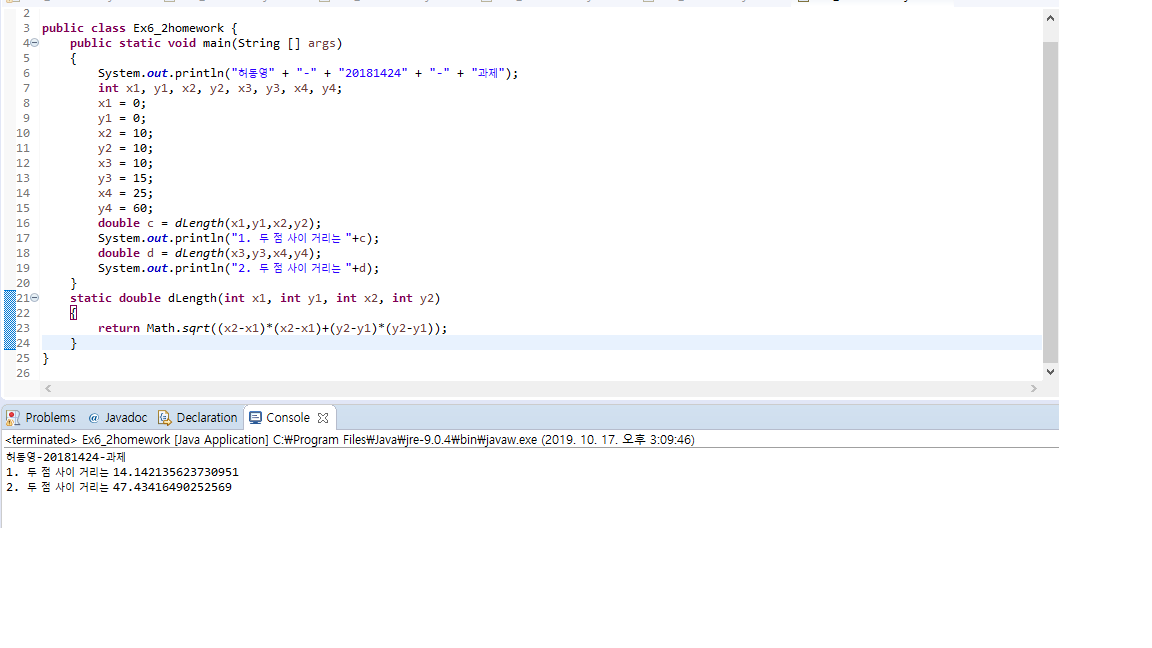 2
3 public class Ex6_2homework {
4 public static void main(String [] args)
5 {
6 System.out.println("허동영" + "-" + "20181424" + "-" + "과제");
7 int x1, y1, x2, y2, x3, y3, x4, y4;
8 x1 = 0;
9 y1 = 0;
10 x2 = 10;
11 y2 = 10;
12 x3 = 10;
13 y3 = 15;
14 x4 = 25;
15 y4 = 60;
16 double c = dLength(x1,y1,x2,y2);
17 System.out.println("1. 두 점 사이 거리는 "+c);
18 double d = dLength(x3,y3,x4,y4);
19 System.out.println("2. 두 점 사이 거리는 "+d);
20 }
21 static double dLength(int x1, int y1, int x2, int y2)
22 {
23 return Math.sqrt((x2-x1)*(x2-x1)+(y2-y1)*(y2-y1));
24 }
25 }
26
Problems @ Javadoc Declaration Console
<terminated> Ex6_2homework [Java Application] C:₩Program Files₩Java₩jre-9.0.4₩bin₩javaw.exe (2019. 10. 17. 오후 3:09:46)
허동영-20181424-과제
1. 두 점 사이 거리는 14.142135623730951
2. 두 점 사이 거리는 47.43416490252569